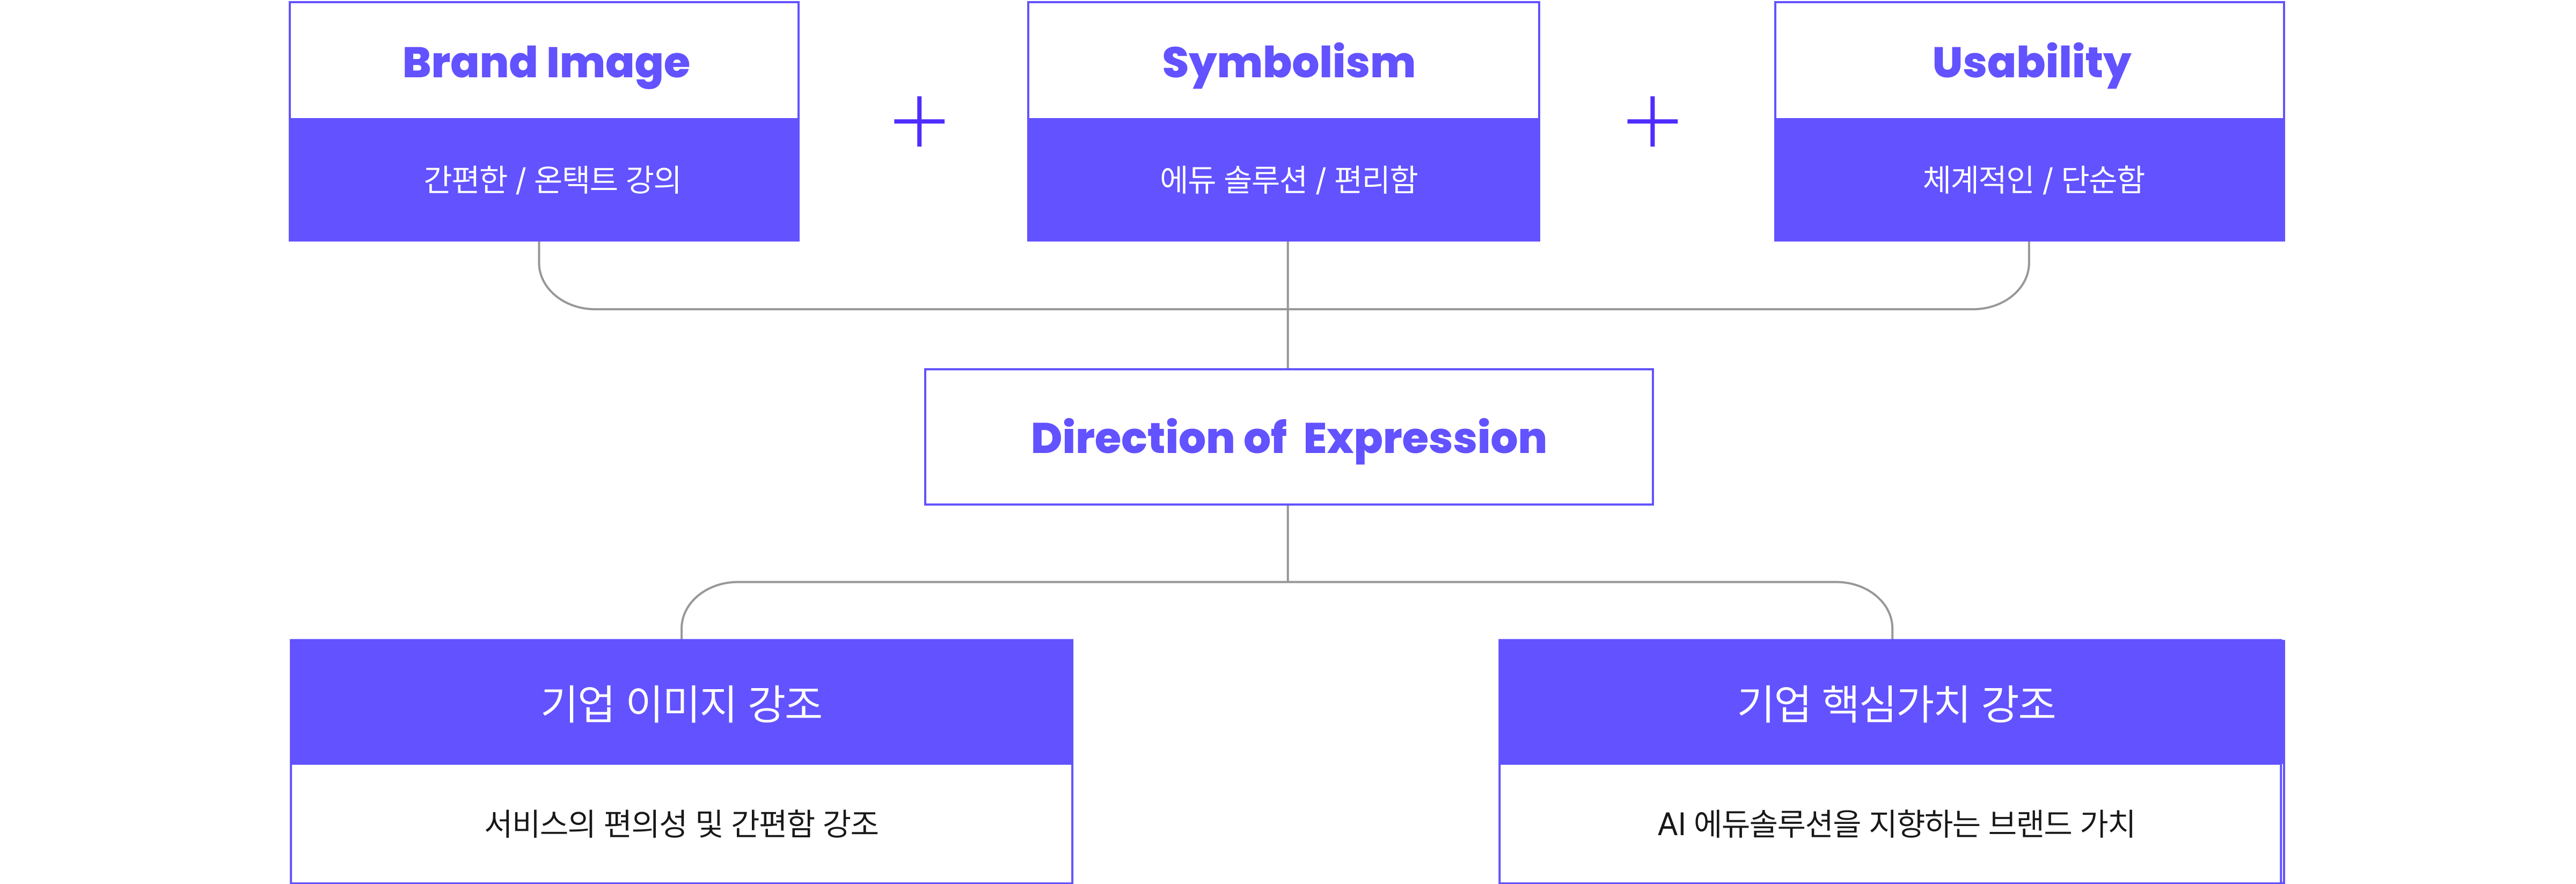 Brand Image
간편한 / 온택트 강의
Symbolism
에듀 솔루션 / 편리함
Usability
체계적인 / 단순함
Direction of Expression
기업 이미지 강조
서비스의 편의성 및 간편함 강조
기업 핵심가치 강조
AI 에듀솔루션을 지향하는 브랜드 가치